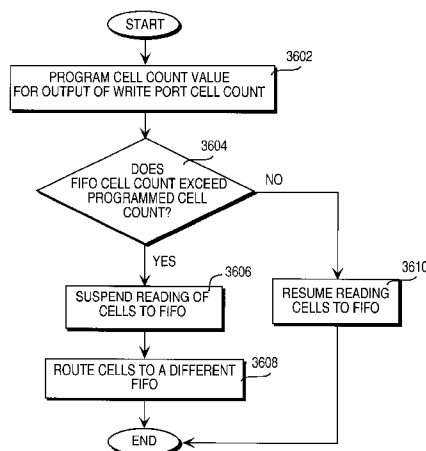 START
3602
PROGRAM CELL COUNT VALUE
FOR OUTPUT OF WRITE PORT CELL COUNT
3604
DOES
FIFO CELL COUNT EXCEED
PROGRAMMED CELL
COUNT?
NO
YES
3606
SUSPEND READING OF
CELLS TO FIFO
3610
RESUME READING
CELLS TO FIFO
3608
ROUTE CELLS TO A DIFFERENT
FIFO
END